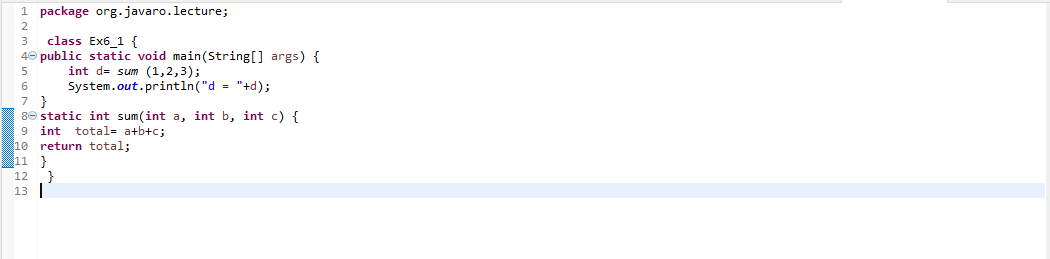 1 package org.javaro.lecture;
2
3 class Ex6_1 {
4 public static void main(String[] args) {
5 int d= sum (1,2,3);
6 System.out.println("d = "+d);
7 }
8 static int sum(int a, int b, int c) {
9 int  total= a+b+c;
10 return total;
11 }
12 }
13